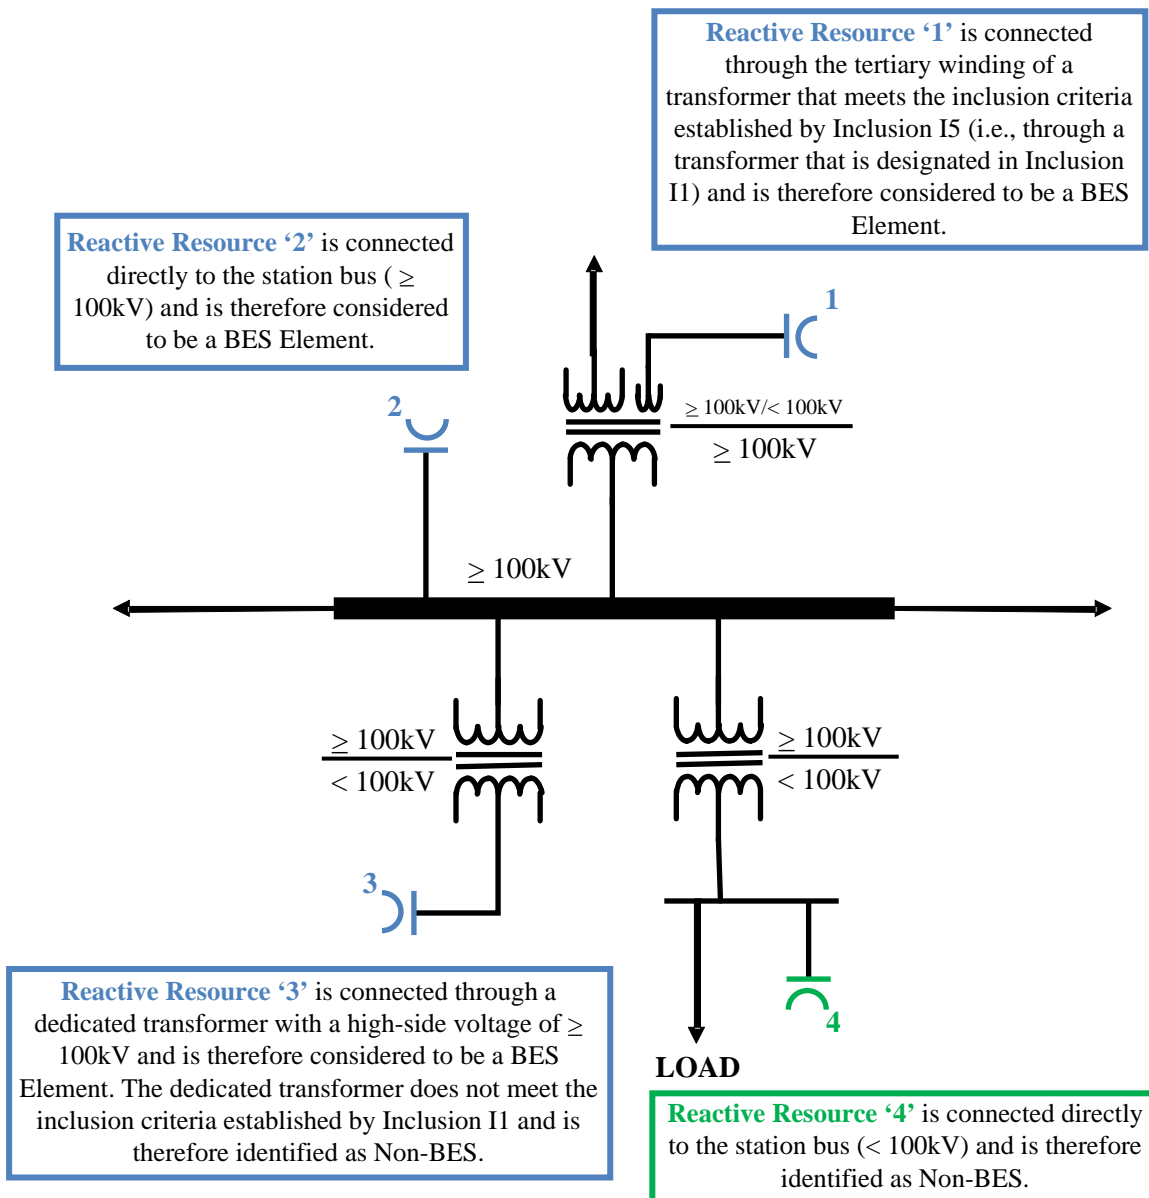 Reactive Resource ‘1’ is connected
through the tertiary winding of a
transformer that meets the inclusion criteria
established by Inclusion I5 (i.e., through a
transformer that is designated in Inclusion
I1) and is therefore considered to be a BES
Element.
Reactive Resource ‘2’ is connected
directly to the station bus ( ≥
100kV) and is therefore considered
to be a BES Element.
1
2
≥ 100kV/< 100kV
≥ 100kV
≥ 100kV
≥ 100kV
< 100kV
≥ 100kV
< 100kV
3
4
LOAD
Reactive Resource ‘3’ is connected through a
dedicated transformer with a high-side voltage of ≥
100kV and is therefore considered to be a BES
Element. The dedicated transformer does not meet the
inclusion criteria established by Inclusion I1 and is
therefore identified as Non-BES.
Reactive Resource ‘4’ is connected directly
to the station bus (< 100kV) and is therefore
identified as Non-BES.